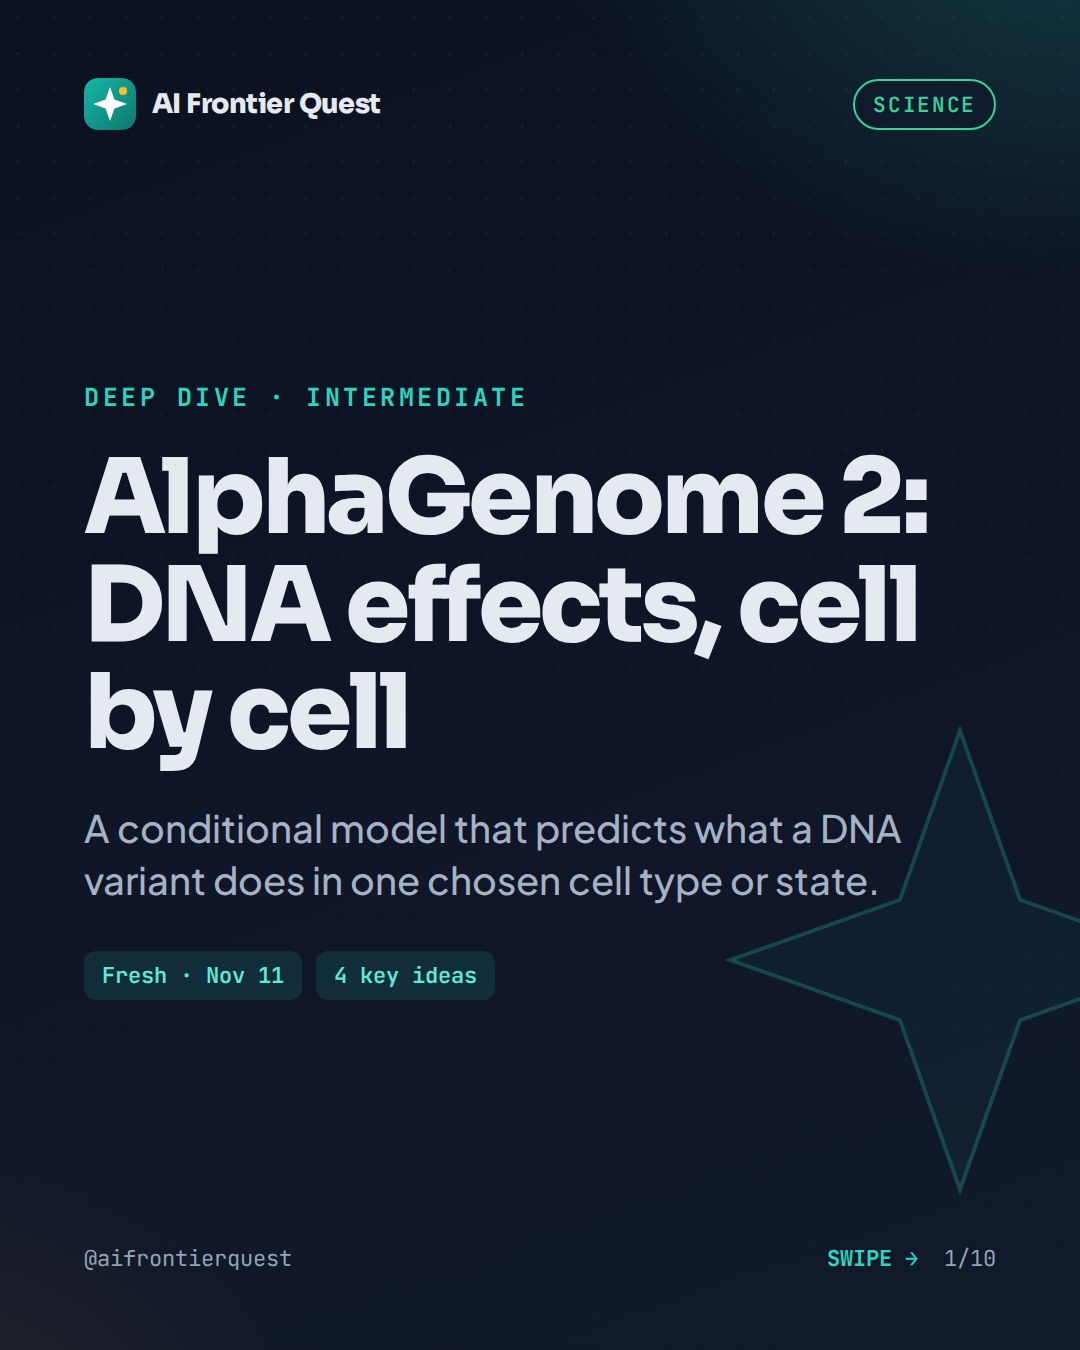 AI Frontier Quest
SCIENCE
DEEP DIVE · INTERMEDIATE
AlphaGenome 2:
DNA effects, cell
by cell
A conditional model that predicts what a DNA
variant does in one chosen cell type or state.
Fresh · Nov 11
4 key ideas
@aifrontierquest
SWIPE → 1/10